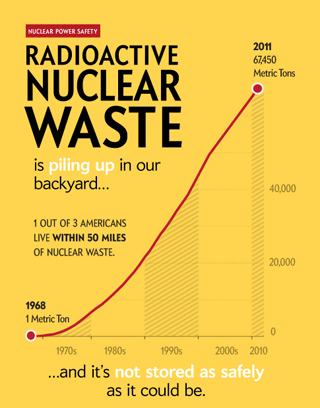 NUCLEAR POWER SAFETY
RADIOACTIVE
NUCLEAR
WASTE
is piling up in our
backyard...
2011
67,450
Metric Tons
1 OUT OF 3 AMERICANS
LIVE WITHIN 50 MILES
OF NUCLEAR WASTE.
40,000
20,000
0
1968
1 Metric Ton
1970s 1980s 1990s 2000s 2010
...and it's not stored as safely
as it could be.